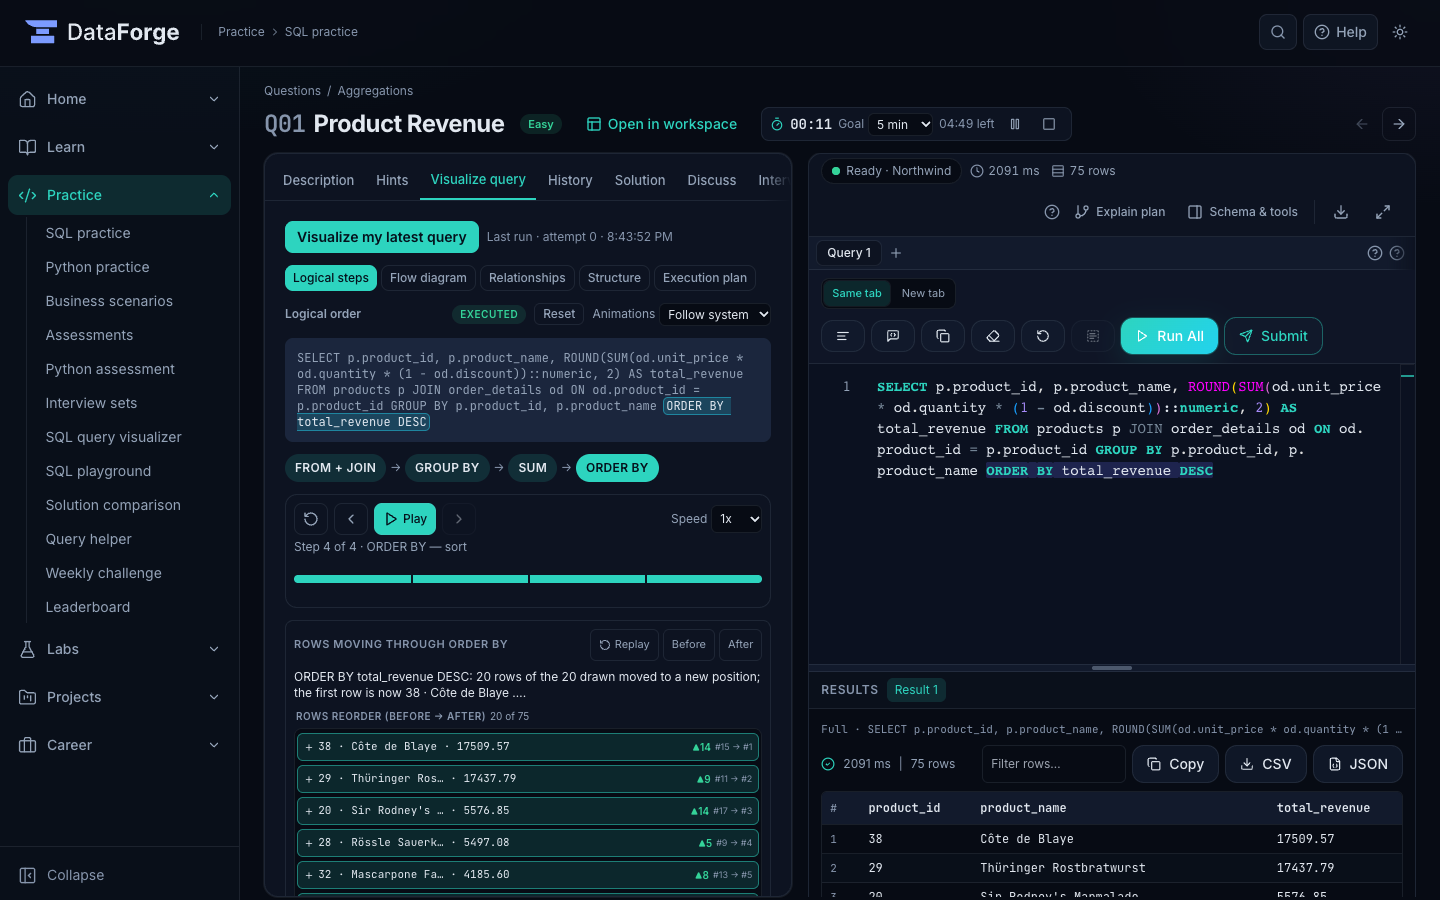 DataForge
Practice > SQL practice
Help
Home
Learn
Practice
SQL practice
Python practice
Business scenarios
Assessments
Python assessment
Interview sets
SQL query visualizer
SQL playground
Solution comparison
Query helper
Weekly challenge
Leaderboard
Labs
Projects
Career
Collapse
Questions / Aggregations
Q01 Product Revenue Easy Open in workspace 00:11 Goal 5 min 04:49 left
Description Hints Visualize query History Solution Discuss Inter
Visualize my latest query Last run · attempt 0 · 8:43:52 PM
Logical steps Flow diagram Relationships Structure Execution plan
Logical order EXECUTED Reset Animations Follow system
SELECT p.product_id, p.product_name, ROUND(SUM(od.unit_price *
od.quantity * (1 - od.discount))::numeric, 2) AS total_revenue
FROM products p JOIN order_details od ON od.product_id =
p.product_id GROUP BY p.product_id, p.product_name ORDER BY
total_revenue DESC
FROM + JOIN → GROUP BY → SUM → ORDER BY
Play Speed 1x
Step 4 of 4 · ORDER BY — sort
ROWS MOVING THROUGH ORDER BY Replay Before After
ORDER BY total_revenue DESC: 20 rows of the 20 drawn moved to a new position;
the first row is now 38 · Côte de Blaye ....
ROWS REORDER (BEFORE → AFTER) 20 of 75
+ 38 · Côte de Blaye · 17509.57 ▲14 #15 → #1
+ 29 · Thüringer Ros… · 17437.79 ▲9 #11 → #2
+ 20 · Sir Rodney's … · 5576.85 ▲14 #17 → #3
+ 28 · Rössle Sauerk… · 5497.08 ▲5 #9 → #4
+ 32 · Mascarpone Fa… · 4185.60 ▲8 #13 → #5
Ready · Northwind 2091 ms 75 rows
Explain plan Schema & tools
Query 1 +
Same tab New tab
Run All Submit
1 SELECT p.product_id, p.product_name, ROUND(SUM(od.unit_price
* od.quantity * (1 - od.discount))::numeric, 2) AS
total_revenue FROM products p JOIN order_details od ON od.
product_id = p.product_id GROUP BY p.product_id, p.
product_name ORDER BY total_revenue DESC
RESULTS Result 1
Full · SELECT p.product_id, p.product_name, ROUND(SUM(od.unit_price * od.quantity * (1 …
2091 ms | 75 rows Filter rows... Copy CSV JSON
# product_id product_name total_revenue
1 38 Côte de Blaye 17509.57
2 29 Thüringer Rostbratwurst 17437.79
3 20 Sir Rodney's Marmalade 5576.85